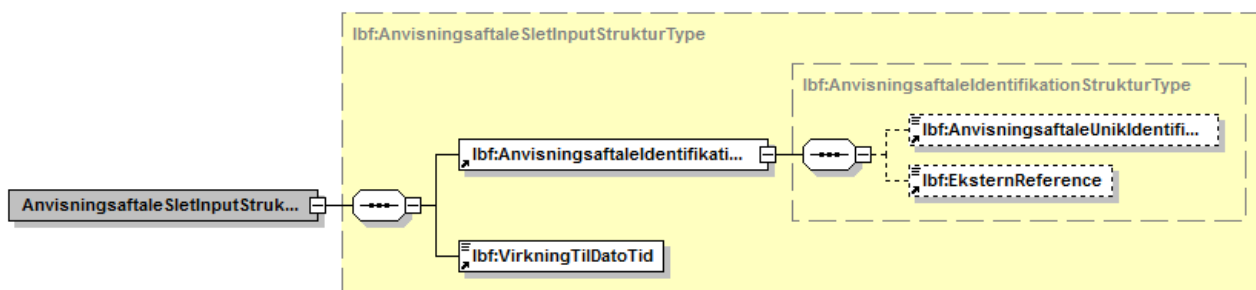 lbf:AnvisningsaftaleSletInputStrukturType
lbf:AnvisningsaftaleIdentifikationStrukturType
lbf:AnvisningsaftaleUnikIdentifi...
lbf:AnvisningsaftaleIdentifikati...
lbf:EksternReference
AnvisningsaftaleSletInputStruk...
lbf:VirkningTilDatoTid